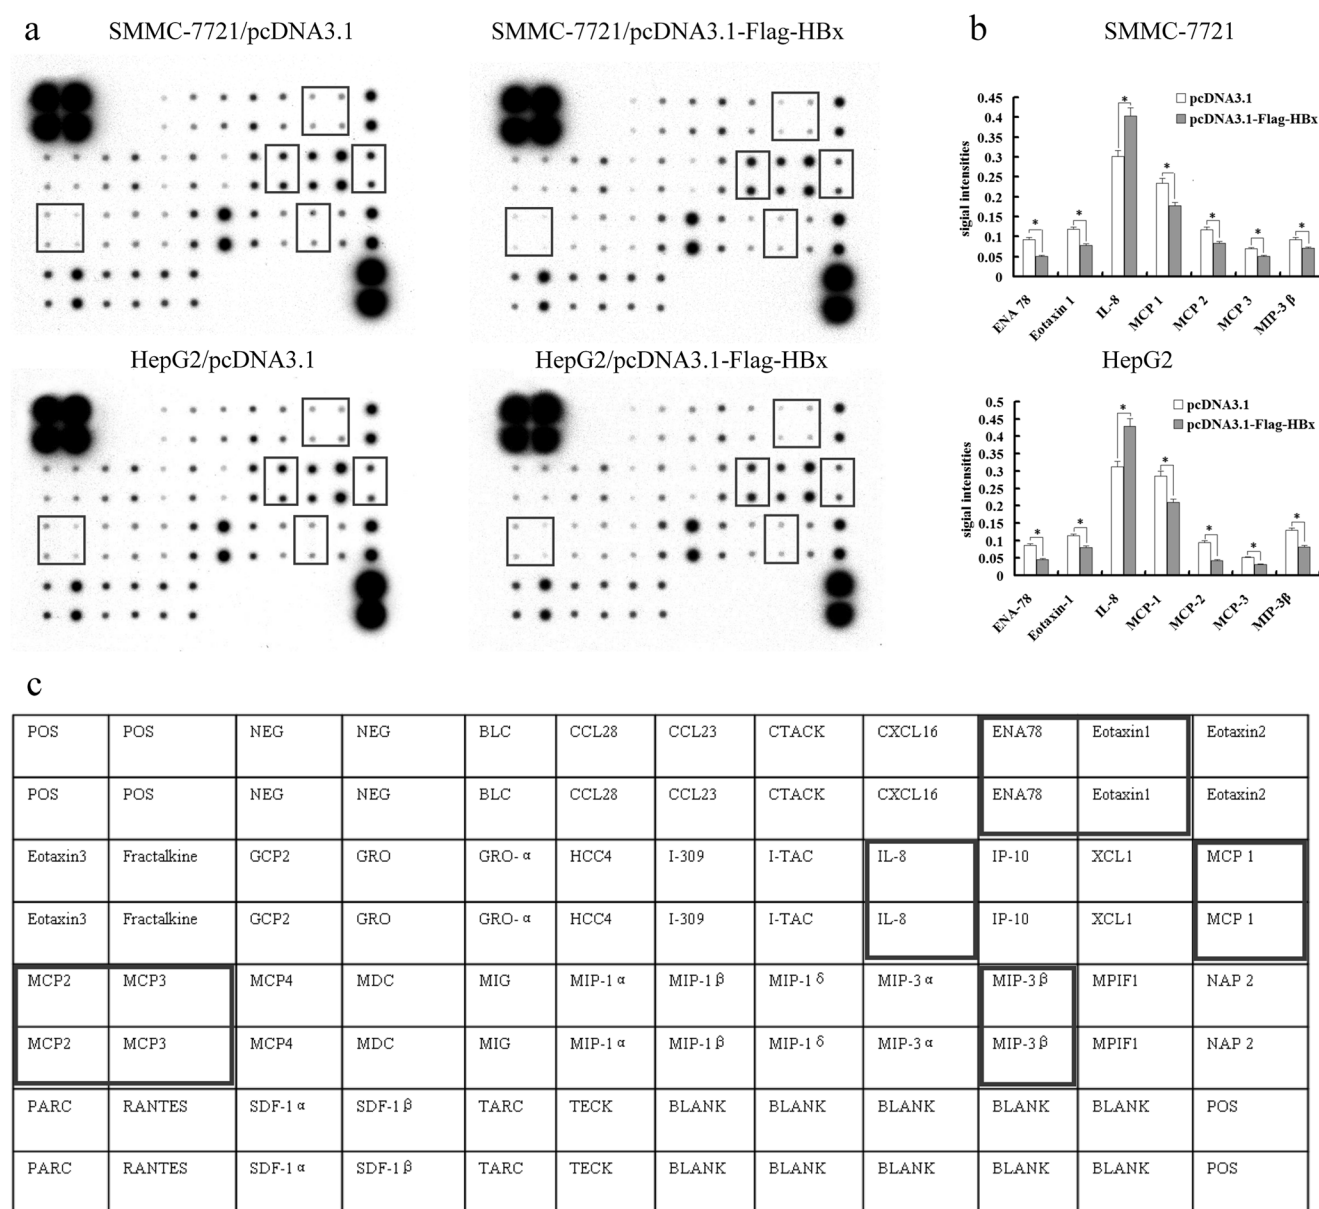 a
SMMC-7721/pcDNA3.1
SMMC-7721/pcDNA3.1-Flag-HBx
HepG2/pcDNA3.1
HepG2/pcDNA3.1-Flag-HBx
b
SMMC-7721
sigial intensities
0.45
0.4
0.35
0.3
0.25
0.2
0.15
0.1
0.05
0
pcDNA3.1
pcDNA3.1-Flag-HBx
* * * * * * *
ENA 78 Eotaxin 1 IL-8 MCP 1 MCP 2 MCP 3 MIP-3 β
HepG2
sigial intensities
0.5
0.45
0.4
0.35
0.3
0.25
0.2
0.15
0.1
0.05
0
pcDNA3.1
pcDNA3.1-Flag-HBx
* * * * * * *
ENA-78 Eotaxin-1 IL-8 MCP-1 MCP-2 MCP-3 MIP-3β
c
POS POS NEG NEG BLC CCL28 CCL23 CTACK CXCL16 ENA78 Eotaxin1 Eotaxin2
POS POS NEG NEG BLC CCL28 CCL23 CTACK CXCL16 ENA78 Eotaxin1 Eotaxin2
Eotaxin3 Fractalkine GCP2 GRO GRO-α HCC4 I-309 I-TAC IL-8 IP-10 XCL1 MCP 1
Eotaxin3 Fractalkine GCP2 GRO GRO-α HCC4 I-309 I-TAC IL-8 IP-10 XCL1 MCP 1
MCP2 MCP3 MCP4 MDC MIG MIP-1α MIP-1β MIP-1δ MIP-3α MIP-3β MPIF1 NAP 2
MCP2 MCP3 MCP4 MDC MIG MIP-1α MIP-1β MIP-1δ MIP-3α MIP-3β MPIF1 NAP 2
PARC RANTES SDF-1α SDF-1β TARC TECK BLANK BLANK BLANK BLANK BLANK POS
PARC RANTES SDF-1α SDF-1β TARC TECK BLANK BLANK BLANK BLANK BLANK POS